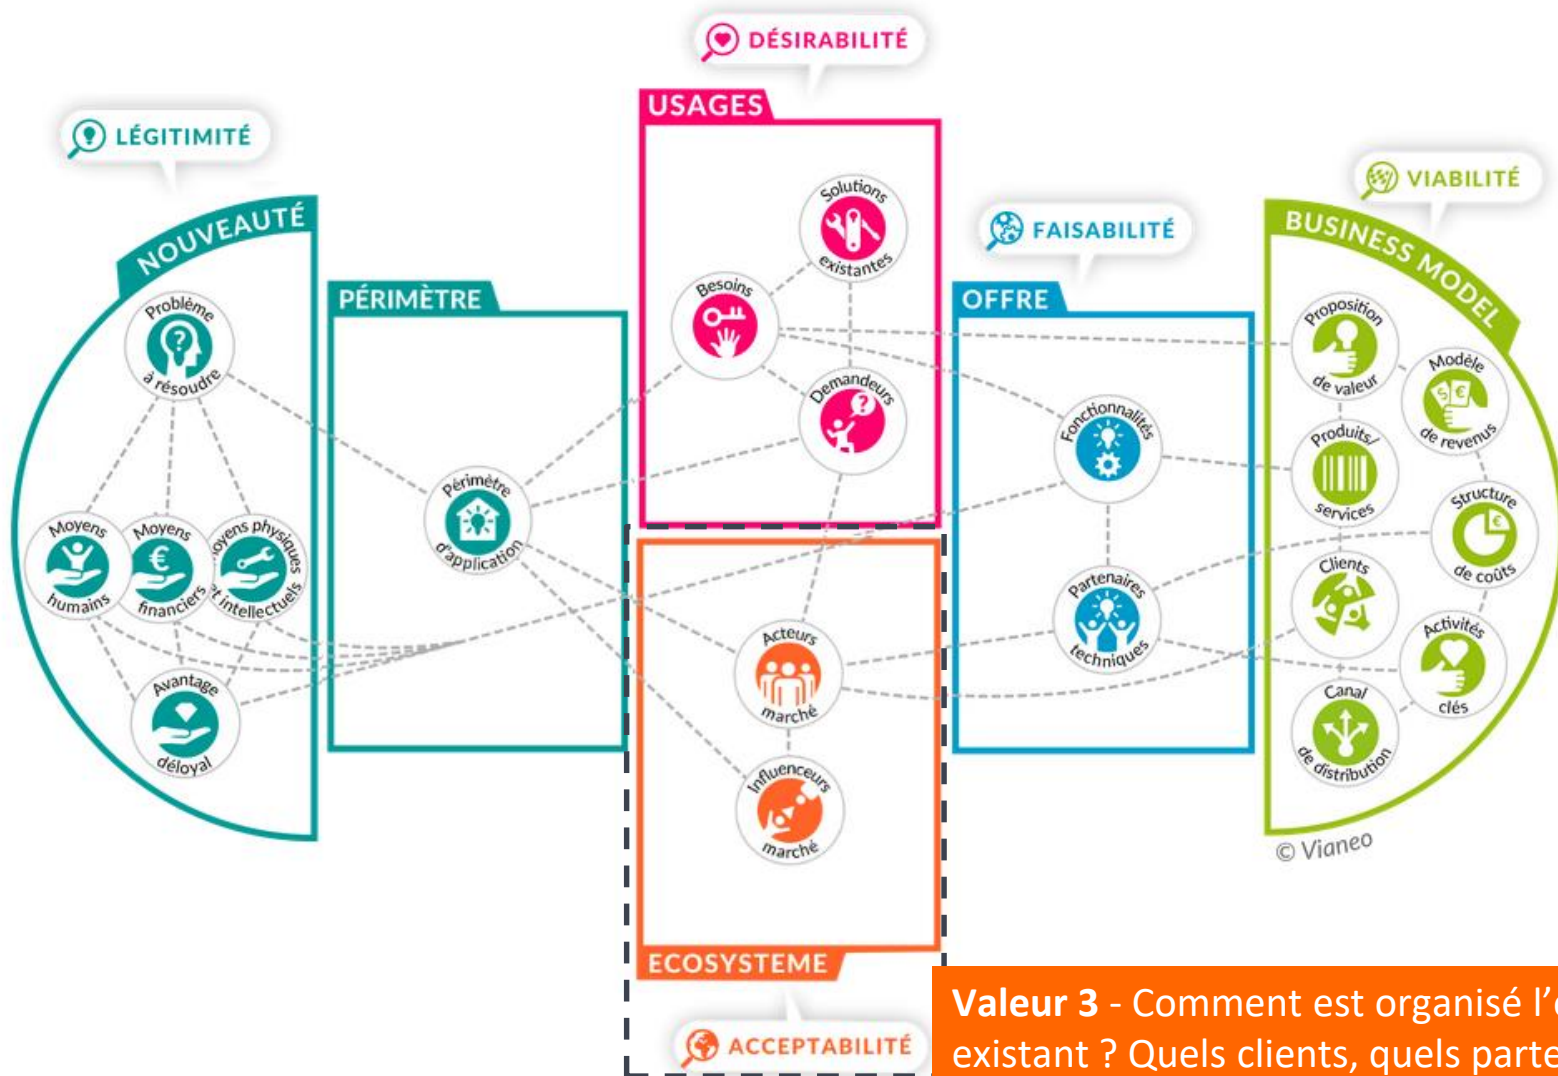 DÉSIRABILITÉ
USAGES
LÉGITIMITÉ
VIABILITÉ
NOUVEAUTÉ
Solutions
existantes
FAISABILITÉ
BUSINESS MODEL
PÉRIMÈTRE
Besoins
OFFRE
Problème
à résoudre
Proposition
de valeur
Modèle
de revenus
Demandeurs
Fonctionnalités
Produits/
services
Périmètre
d'application
Structure
de coûts
Moyens
humains
Moyens
financiers
oyens physiques
et intellectuels
Clients
Partenaires
techniques
Acteurs
marché
Activités
clés
Avantage
déloyal
Canal
de distribution
Influenceurs
marché
© Vianeo
ECOSYSTEME
Valeur 3 - Comment est organisé l'
existant ? Quels clients, quels parte
ACCEPTABILITÉ